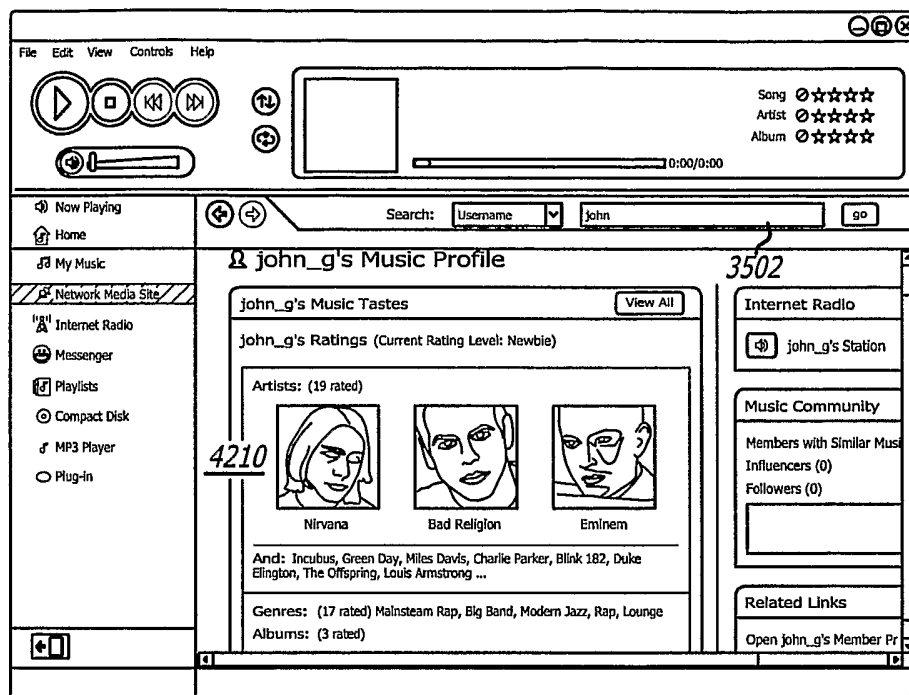 File Edit View Controls Help
Song
Artist
Album
0:00/0:00
Now Playing
Home
My Music
Network Media Site
Internet Radio
Messenger
Playlists
Compact Disk
MP3 Player
Plug-in
Search: Username john go
3502
john_g's Music Profile
john_g's Music Tastes View All
john_g's Ratings (Current Rating Level: Newbie)
Artists: (19 rated)
4210
Nirvana Bad Religion Eminem
And: Incubus, Green Day, Miles Davis, Charlie Parker, Blink 182, Duke
Elington, The Offspring, Louis Armstrong ...
Genres: (17 rated) Mainsteam Rap, Big Band, Modern Jazz, Rap, Lounge
Albums: (3 rated)
Internet Radio
john_g's Station
Music Community
Members with Similar Musi
Influencers (0)
Followers (0)
Related Links
Open john_g's Member Pr